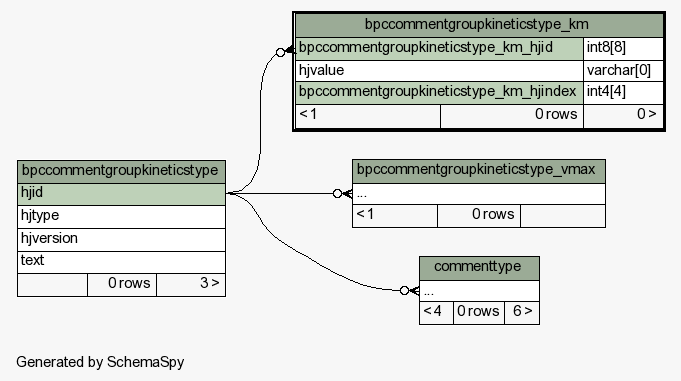 bpccommentgroupkineticstype_km
bpccommentgroupkineticstype_km_hjid int8[8]
hjvalue varchar[0]
bpccommentgroupkineticstype_km_hjindex int4[4]
< 1 0 rows 0 >
bpccommentgroupkineticstype
hjid
hjtype
hjversion
text
0 rows 3 >
bpccommentgroupkineticstype_vmax
...
< 1 0 rows
commenttype
...
< 4 0 rows 6 >
Generated by SchemaSpy